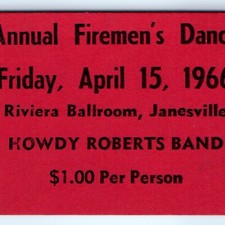 Annual Firemen's Danc
Friday, April 15, 1966
Riviera Ballroom, Janesville
HOWDY ROBERTS BAND
$1.00 Per Person